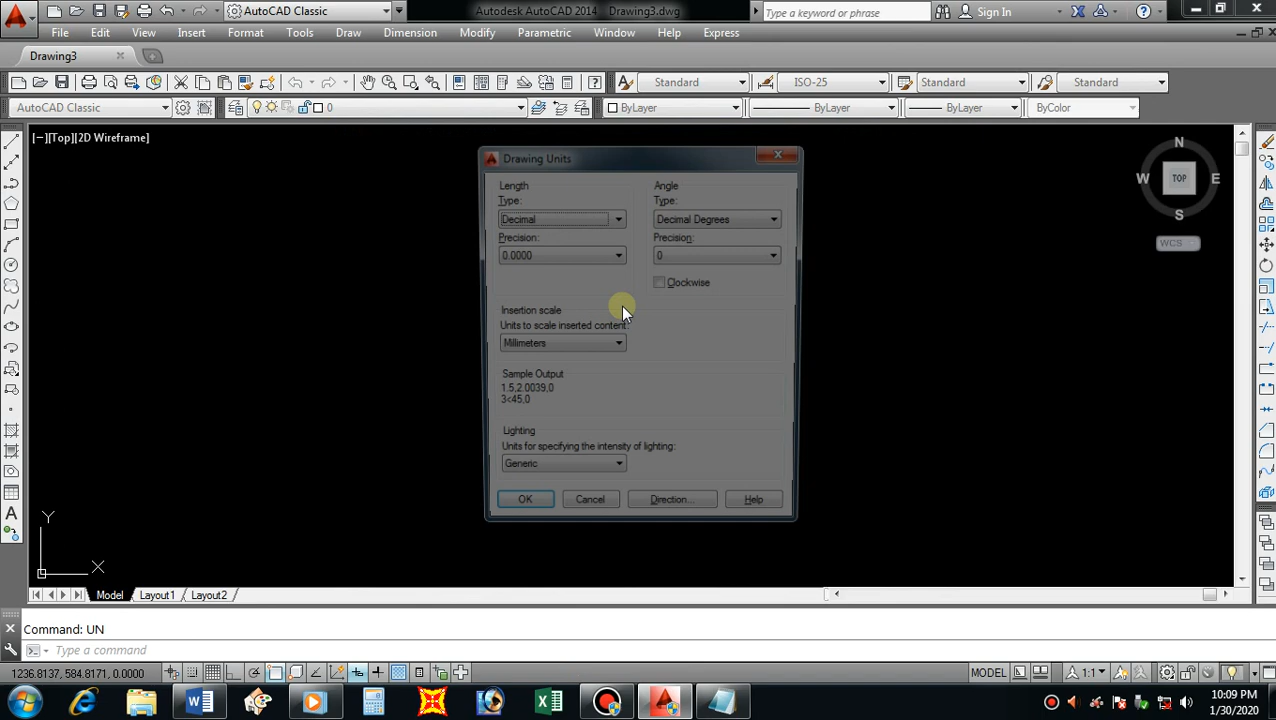 AutoCAD Classic
Autodesk AutoCAD 2014
Drawing3.dwg
Type a keyword or phrase
Sign In
File Edit View Insert Format Tools Draw Dimension Modify Parametric Window Help Express
Drawing3
Standard
ISO-25
Standard
Standard
AutoCAD Classic
0
ByLayer
ByLayer
ByLayer
ByColor
[−][Top][2D Wireframe]
N
W TOP E
S
WCS
Drawing Units
Length
Type:
Decimal
Precision:
0.0000
Angle
Type:
Decimal Degrees
Precision:
0
Clockwise
Insertion scale
Units to scale inserted content:
Millimeters
Sample Output
1.5,2.0039,0
3<45,0
Lighting
Units for specifying the intensity of lighting:
Generic
OK Cancel Direction... Help
Y
X
Model Layout1 Layout2
Command: UN
Type a command
1236.8137, 584.8171, 0.0000
MODEL
1:1
10:09 PM
1/30/2020